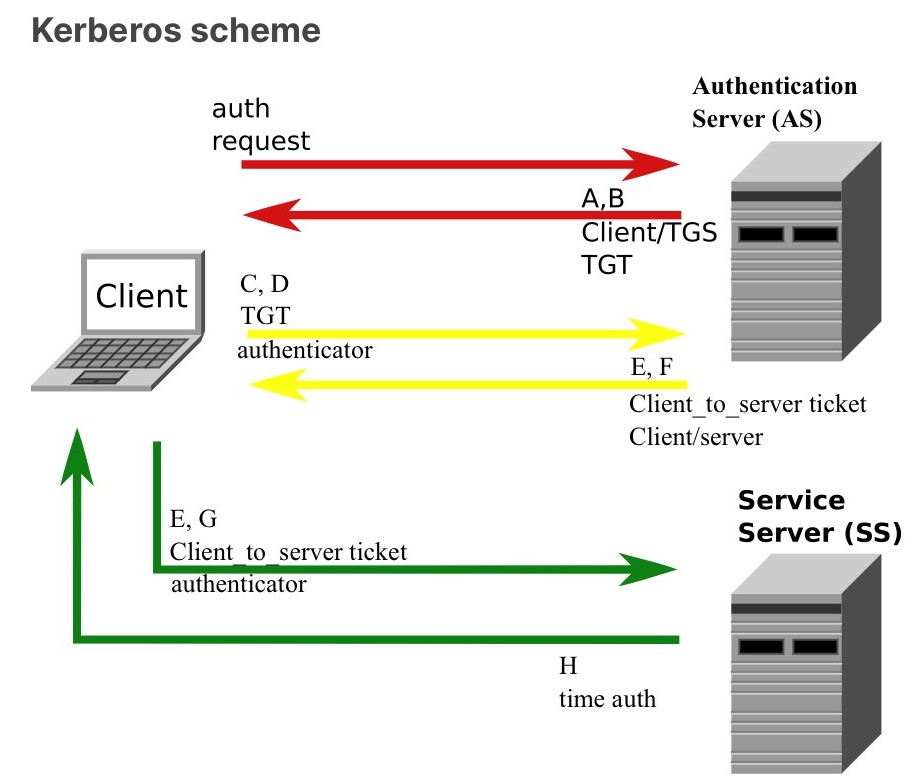 Kerberos scheme
Authentication
Server (AS)
auth
request
A,B
Client/TGS
TGT
Client
C, D
TGT
authenticator
E, F
Client_to_server ticket
Client/server
Service
Server (SS)
E, G
Client_to_server ticket
authenticator
H
time auth